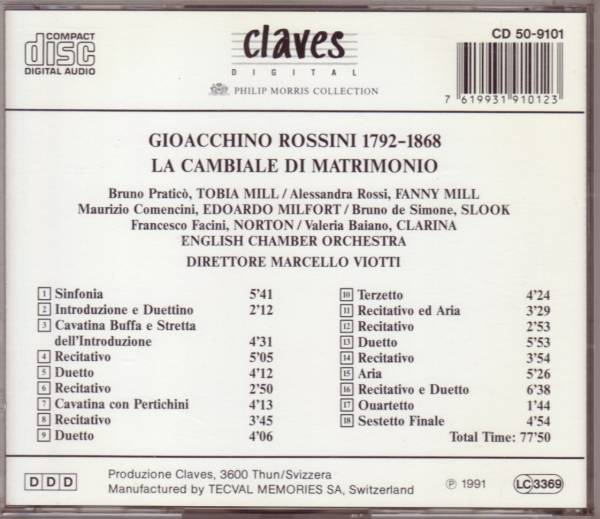 COMPACT
disc
DIGITAL AUDIO
claves
DIGITAL
PHILIP MORRIS COLLECTION
CD 50-9101
7 619931 910123
GIOACCHINO ROSSINI 1792-1868
LA CAMBIALE DI MATRIMONIO
Bruno Praticò, TOBIA MILL / Alessandra Rossi, FANNY MILL
Maurizio Comencini, EDOARDO MILFORT / Bruno de Simone, SLOOK
Francesco Facini, NORTON / Valeria Baiano, CLARINA
ENGLISH CHAMBER ORCHESTRA
DIRETTORE MARCELLO VIOTTI
1 Sinfonia 5'41
2 Introduzione e Duettino 2'12
3 Cavatina Buffa e Stretta
dell'Introduzione 4'31
4 Recitativo 5'05
5 Duetto 4'12
6 Recitativo 2'50
7 Cavatina con Pertichini 4'13
8 Recitativo 3'45
9 Duetto 4'06
10 Terzetto 4'24
11 Recitativo ed Aria 3'29
12 Recitativo 2'53
13 Duetto 5'53
14 Recitativo 3'54
15 Aria 5'26
16 Recitativo e Duetto 6'38
17 Ouartetto 1'44
18 Sestetto Finale 4'54
Total Time: 77'50
DDD
Produzione Claves, 3600 Thun/Svizzera
Manufactured by TECVAL MEMORIES SA, Switzerland
℗ 1991
LC 3369